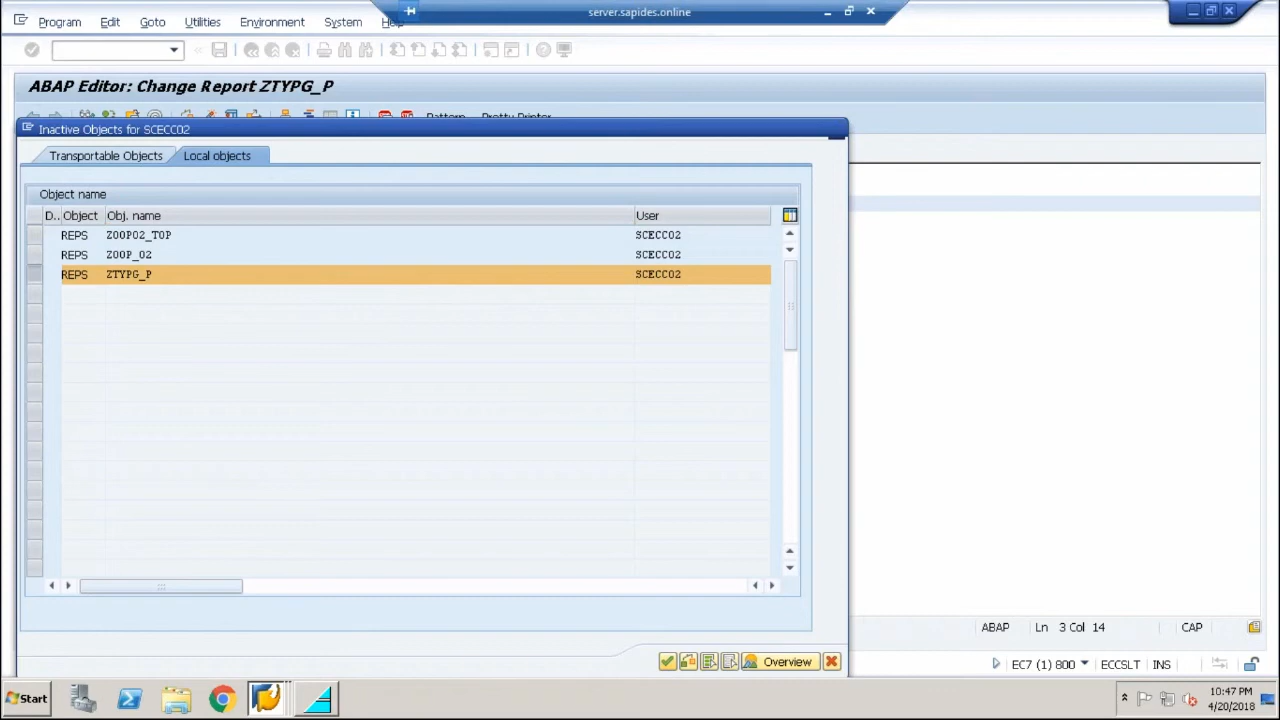 server.sapides.online
Program Edit Goto Utilities Environment System Help
ABAP Editor: Change Report ZTYPG_P
Pattern Pretty Printer
Inactive Objects for SCECC02
Transportable Objects Local objects
Object name
D.. Object Obj. name User
REPS ZOOP02_TOP SCECC02
REPS ZOOP_02 SCECC02
REPS ZTYPG_P SCECC02
ABAP Ln 3 Col 14 CAP
Overview
EC7 (1) 800 ECCSLT INS
Start
10:47 PM
4/20/2018